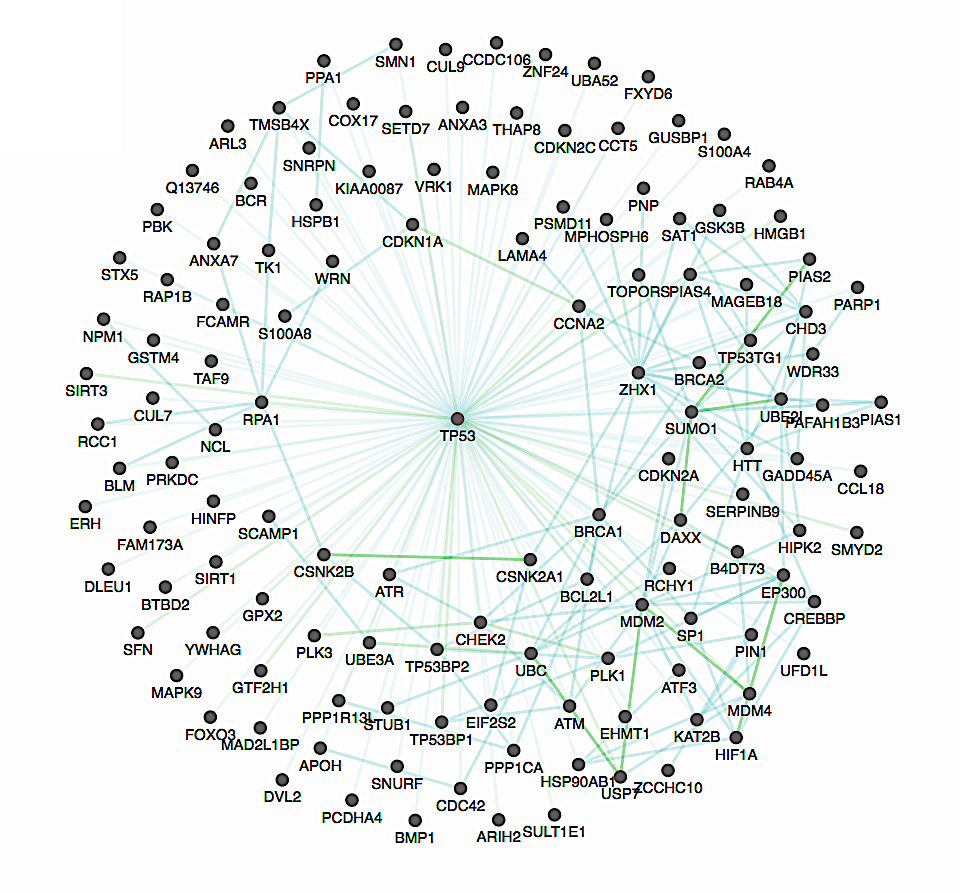 SMN1
CUL9
CCDC106
ZNF24
UBA52
FXYD6
PPA1
TMSB4X
COX17
SETD7
ANXA3
THAP8
CDKN2C
CCT5
GUSBP1
S100A4
ARL3
SNRPN
KIAA0087
VRK1
MAPK8
RAB4A
Q13746
BCR
HSPB1
PNP
PBK
CDKN1A
PSMD11
MPHOSPH6
SAT1
GSK3B
HMGB1
ANXA7
TK1
WRN
LAMA4
STX5
RAP1B
FCAMR
S100A8
TOPORS
PIAS4
MAGEB18
PIAS2
PARP1
NPM1
GSTM4
CCNA2
CHD3
TP53TG1
WDR33
SIRT3
TAF9
ZHX1
BRCA2
CUL7
RPA1
RCC1
NCL
TP53
SUMO1
UBE2I
PAFAH1B3
PIAS1
BLM
PRKDC
CDKN2A
HTT
GADD45A
CCL18
ERH
HINFP
SCAMP1
SERPINB9
FAM173A
BRCA1
DAXX
HIPK2
SMYD2
DLEU1
BTBD2
SIRT1
CSNK2B
ATR
CSNK2A1
BCL2L1
RCHY1
B4DT73
EP300
CREBBP
SFN
YWHAG
GPX2
PLK3
UBE3A
CHEK2
TP53BP2
UBC
PLK1
MDM2
SP1
PIN1
UFD1L
MAPK9
GTF2H1
ATF3
MDM4
FOXO3
MAD2L1BP
PPP1R13L
STUB1
TP53BP1
EIF2S2
ATM
EHMT1
KAT2B
HIF1A
APOH
SNURF
PPP1CA
HSP90AB1
USP7
ZCCHC10
DVL2
PCDHA4
CDC42
BMP1
ARIH2
SULT1E1